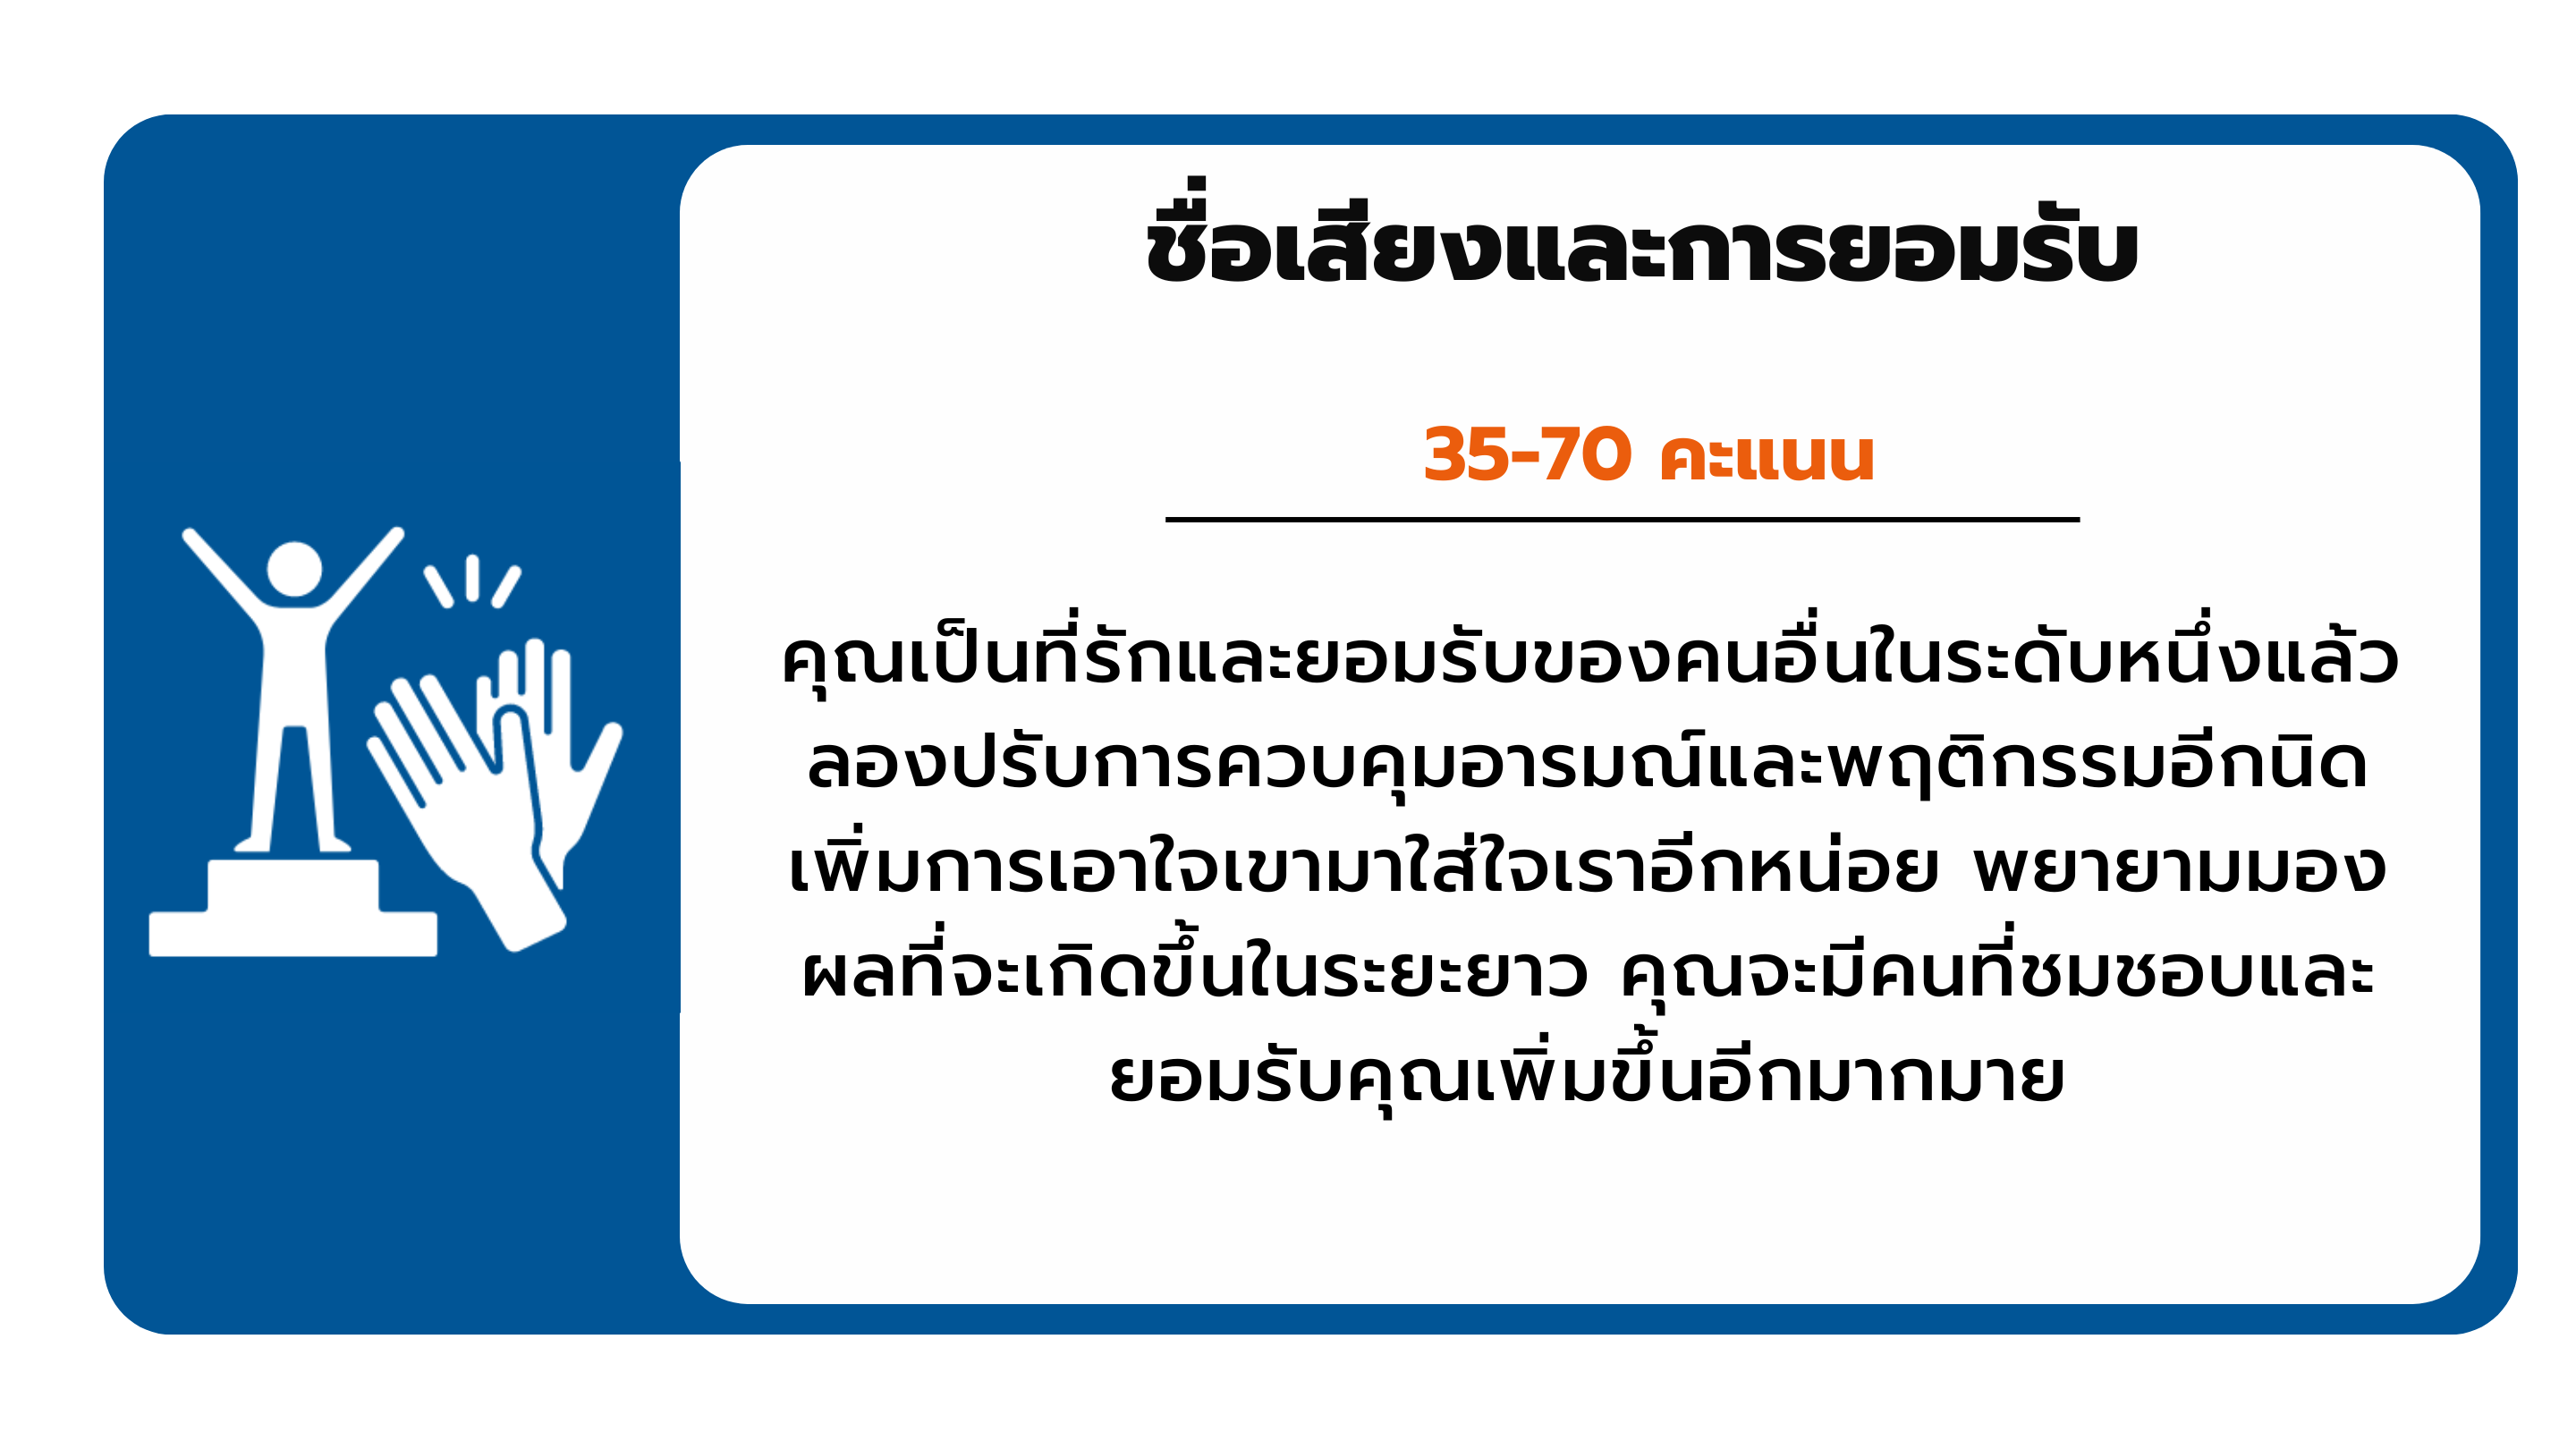 ชื่อเสียงและการยอมรับ
35-70 คะแนน
คุณเป็นที่รักและยอมรับของคนอื่นในระดับหนึ่งแล้ว
ลองปรับการควบคุมอารมณ์และพฤติกรรมอีกนิด
เพิ่มการเอาใจเขามาใส่ใจเราอีกหน่อย พยายามมอง
ผลที่จะเกิดขึ้นในระยะยาว คุณจะมีคนที่ชมชอบและ
ยอมรับคุณเพิ่มขึ้นอีกมากมาย